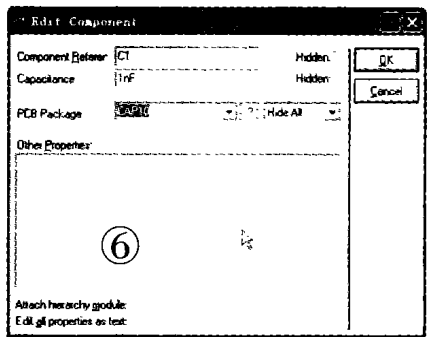 Edit Component
Component Referer C1 Hidden:
Capacitance 1nF Hidden:
OK
Cancel
PCB Package CAP10 ? Hide All
Other Properties:
⑥
Attach hierarchy module:
Edit all properties as text: